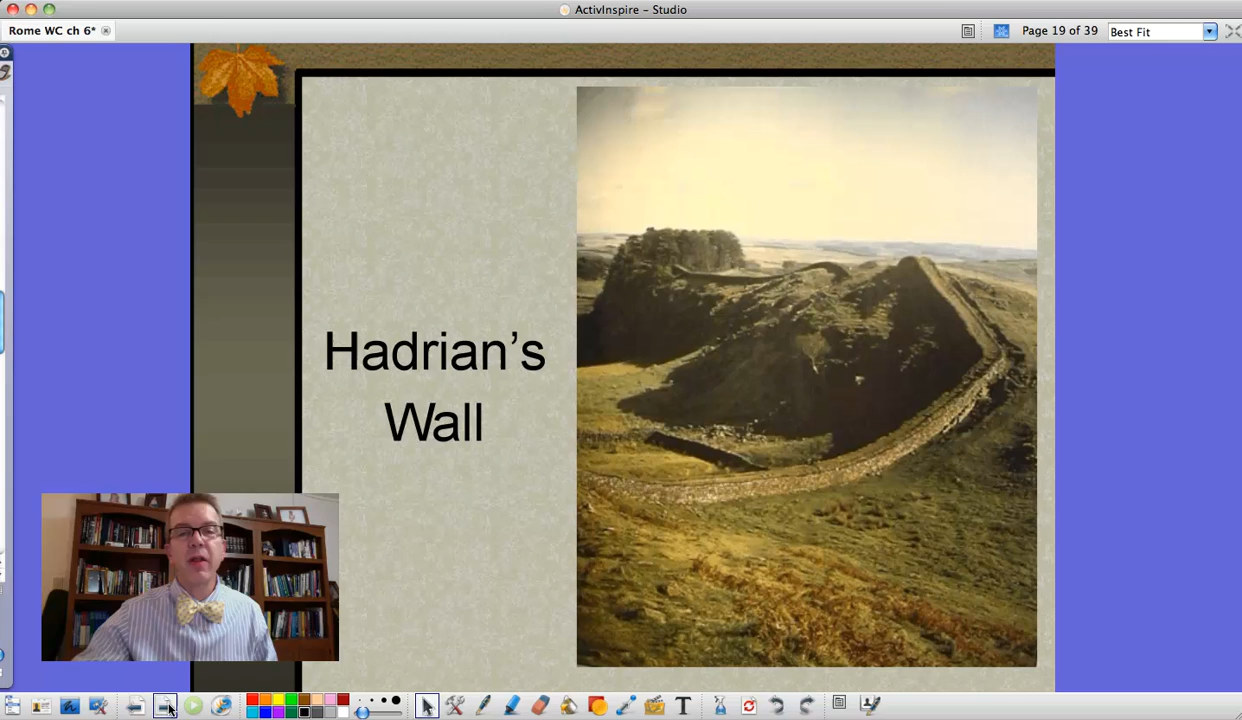 ActivInspire - Studio
Rome WC ch 6*
Page 19 of 39
Best Fit
Hadrian’s
Wall
T